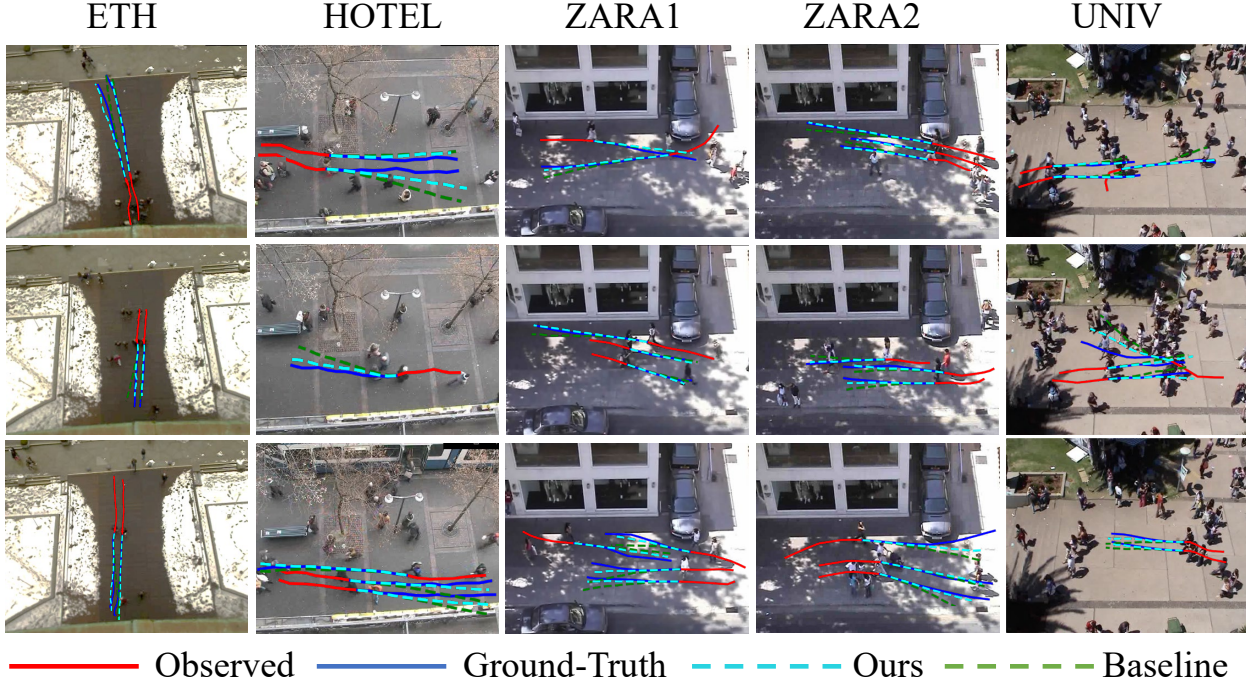 ETH HOTEL ZARA1 ZARA2 UNIV
Observed Ground-Truth Ours Baseline